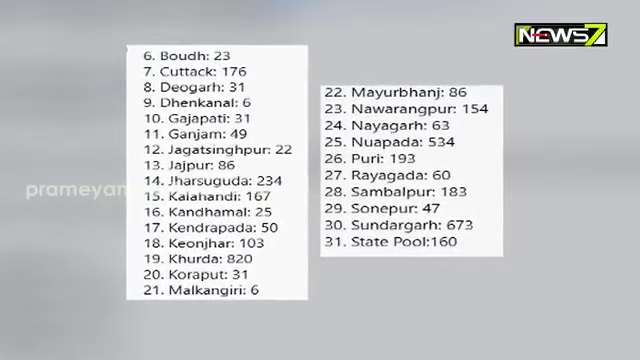 NEWS7
6. Boudh: 23
7. Cuttack: 176
8. Deogarh: 31
9. Dhenkanal: 6
10. Gajapati: 31
11. Ganjam: 49
12. Jagatsinghpur: 22
13. Jajpur: 86
14. Jharsuguda: 234
15. Kalahandi: 167
16. Kandhamal: 25
17. Kendrapada: 50
18. Keonjhar: 103
19. Khurda: 820
20. Koraput: 31
21. Malkangiri: 6
22. Mayurbhanj: 86
23. Nawarangpur: 154
24. Nayagarh: 63
25. Nuapada: 534
26. Puri: 193
27. Rayagada: 60
28. Sambalpur: 183
29. Sonepur: 47
30. Sundargarh: 673
31. State Pool:160